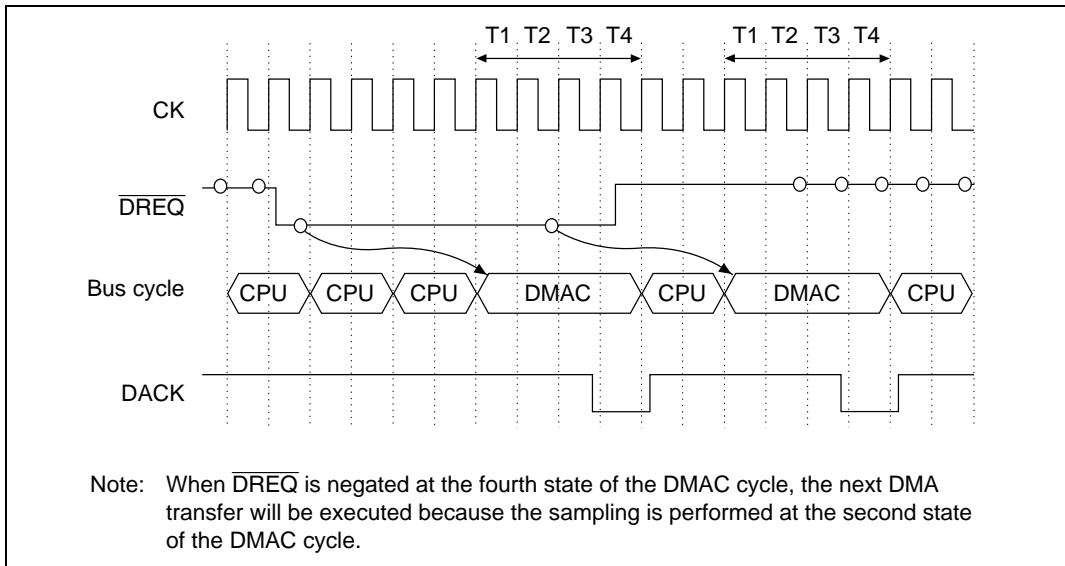 T1 T2 T3 T4 T1 T2 T3 T4
CK
DREQ
Bus cycle CPU CPU CPU DMAC CPU DMAC CPU
DACK
Note: When DREQ is negated at the fourth state of the DMAC cycle, the next DMA
transfer will be executed because the sampling is performed at the second state
of the DMAC cycle.